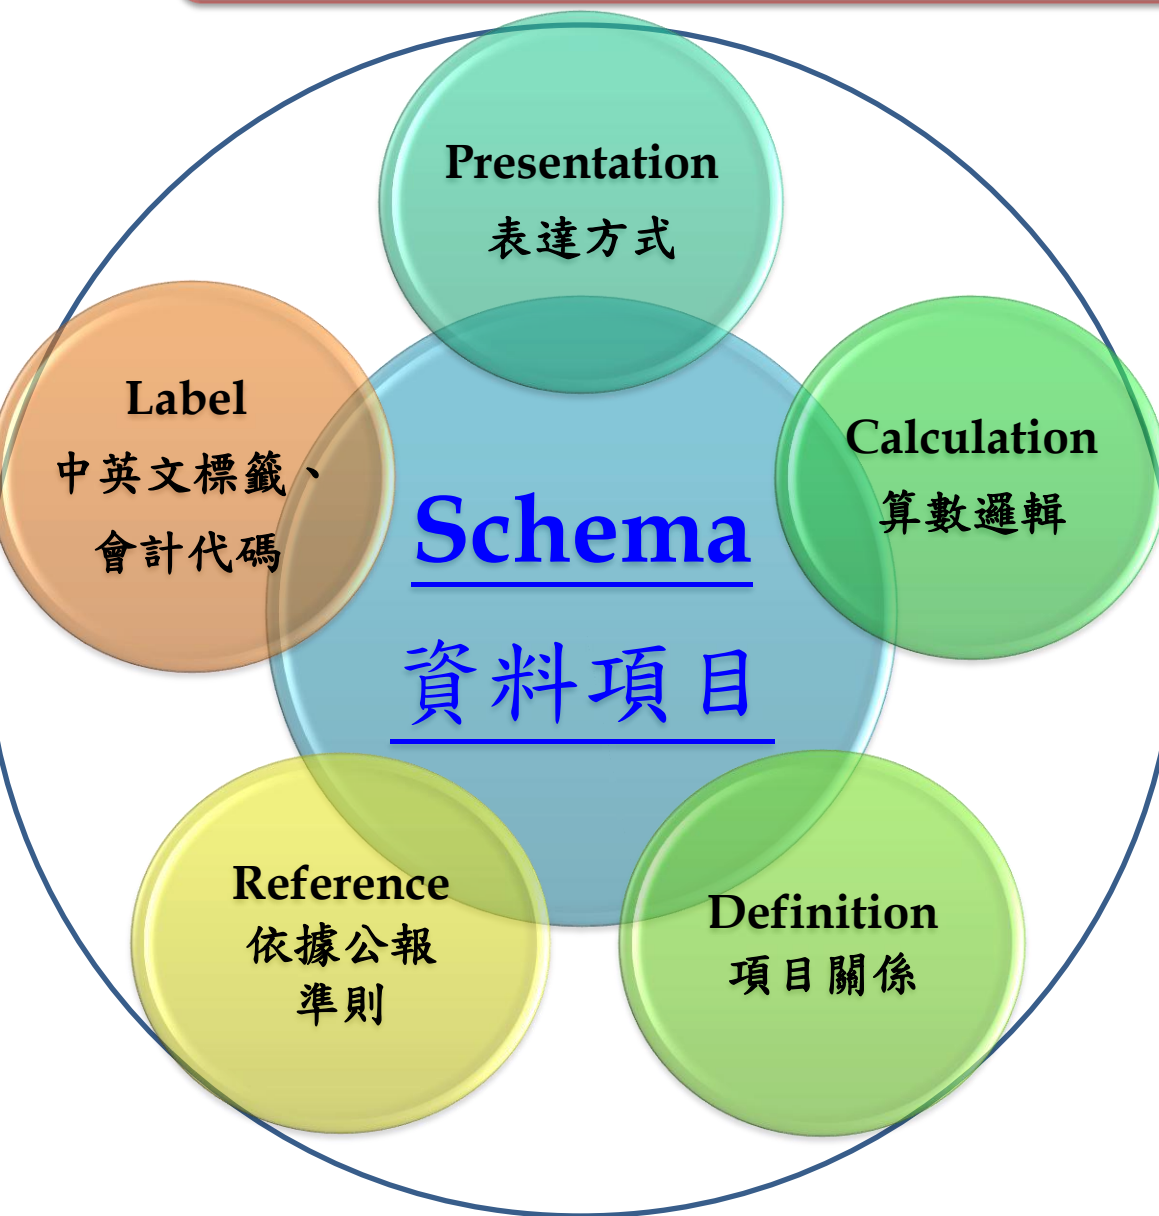 Presentation
表達方式
Label
中英文標籤、
會計代碼
Calculation
算數邏輯
Schema
資料項目
Reference
依據公報
準則
Definition
項目關係